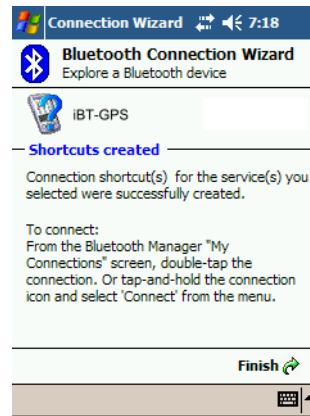 Connection Wizard 7:18
Bluetooth Connection Wizard
Explore a Bluetooth device
iBT-GPS
Shortcuts created
Connection shortcut(s) for the service(s) you
selected were successfully created.
To connect:
From the Bluetooth Manager "My
Connections" screen, double-tap the
connection. Or tap-and-hold the connection
icon and select 'Connect' from the menu.
Finish